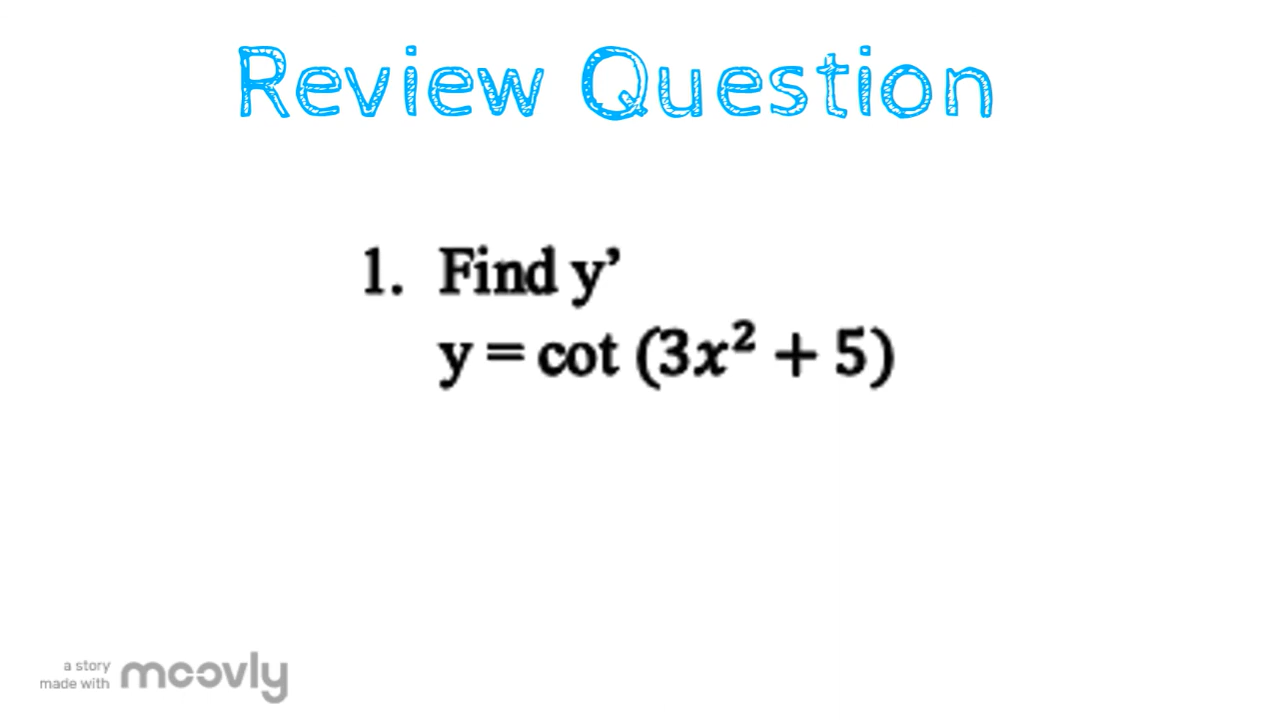 Review Question
1. Find y’
y = cot (3x² + 5)
a story
made with moovly